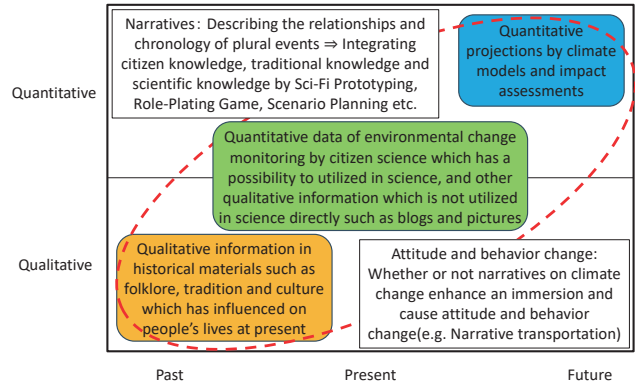 Narratives: Describing the relationships
and chronology of plural events ⇒ Integrating
citizen knowledge, traditional knowledge and
scientific knowledge by Sci-Fi Prototyping,
Role-Plating Game, Scenario Planning etc.
Quantitative
projections by climate
models and impact
assessments
Quantitative
Quantitative data of environmental change
monitoring by citizen science which has a
possibility to utilized in science, and other
qualitative information which is not utilized
in science directly such as blogs and pictures
Qualitative
Qualitative information in
historical materials such as
folklore, tradition and culture
which has influenced on
people's lives at present
Attitude and behavior change:
Whether or not narratives on climate
change enhance an immersion and
cause attitude and behavior
change(e.g. Narrative transportation)
Past
Present
Future